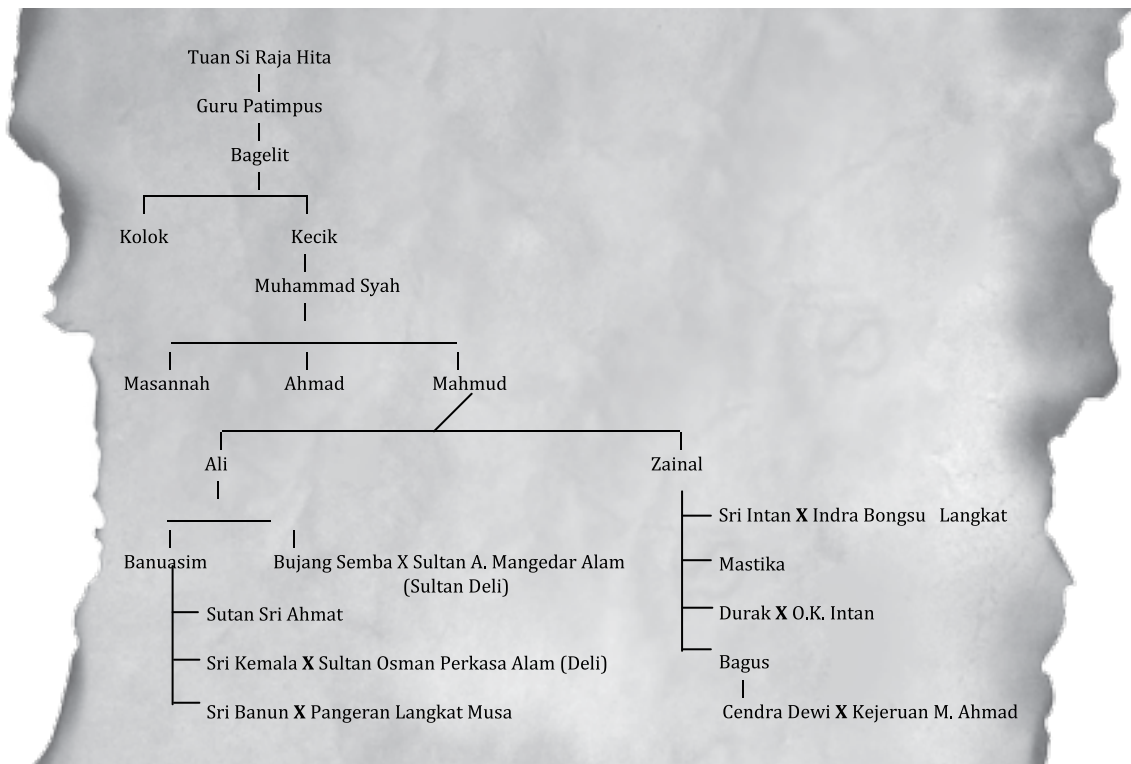 Tuan Si Raja Hita
Guru Patimpus
Bagelit
Kolok Kecik
Muhammad Syah
Masannah Ahmad Mahmud
Ali Zainal
Sri Intan X Indra Bongsu Langkat
Banuasim Bujang Semba X Sultan A. Mangedar Alam Mastika
(Sultan Deli)
Sutan Sri Ahmat Durak X O.K. Intan
Sri Kemala X Sultan Osman Perkasa Alam (Deli) Bagus
Sri Banun X Pangeran Langkat Musa Cendra Dewi X Kejeruan M. Ahmad